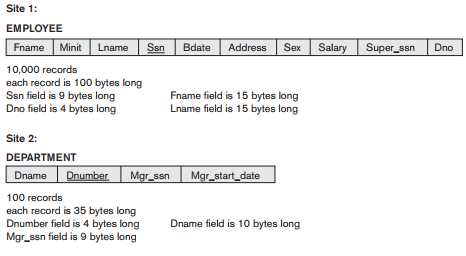 Site 1:
EMPLOYEE
Fname Minit Lname Ssn Bdate Address Sex Salary Super_ssn Dno
10,000 records
each record is 100 bytes long
Ssn field is 9 bytes long Fname field is 15 bytes long
Dno field is 4 bytes long Lname field is 15 bytes long
Site 2:
DEPARTMENT
Dname Dnumber Mgr_ssn Mgr_start_date
100 records
each record is 35 bytes long
Dnumber field is 4 bytes long Dname field is 10 bytes long
Mgr_ssn field is 9 bytes long